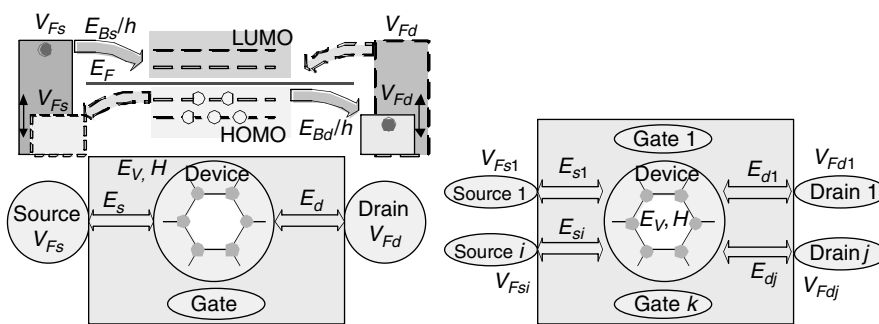 V_Fs E_Bs/h LUMO V_Fd
E_F
V_Fs V_Fd
HOMO E_Bd/h
E_V, H
Device
E_s E_d
Source
V_Fs
Drain
V_Fd
Gate
Gate 1
V_Fs1 E_s1 Device E_d1 V_Fd1
Source 1 Drain 1
E_V, H
Source i E_si Drain j
V_Fsi E_dj V_Fdj
Gate k